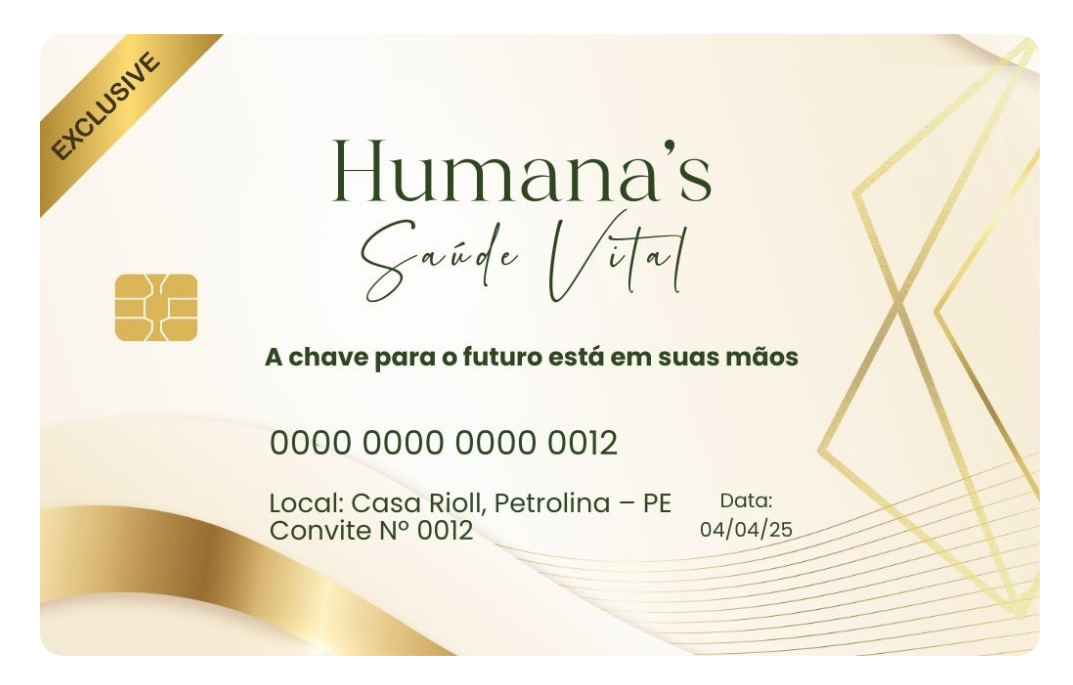 EXCLUSIVE
Humana’s
Saúde Vital
A chave para o futuro está em suas mãos
0000 0000 0000 0012
Local: Casa Rioll, Petrolina – PE
Convite Nº 0012
Data:
04/04/25